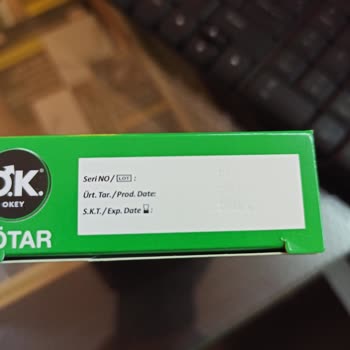 O.K.
OKEY
ÖTAR
Seri NO/ LOT :
Ürt. Tar./Prod. Date:
S.K.T./Exp. Date :